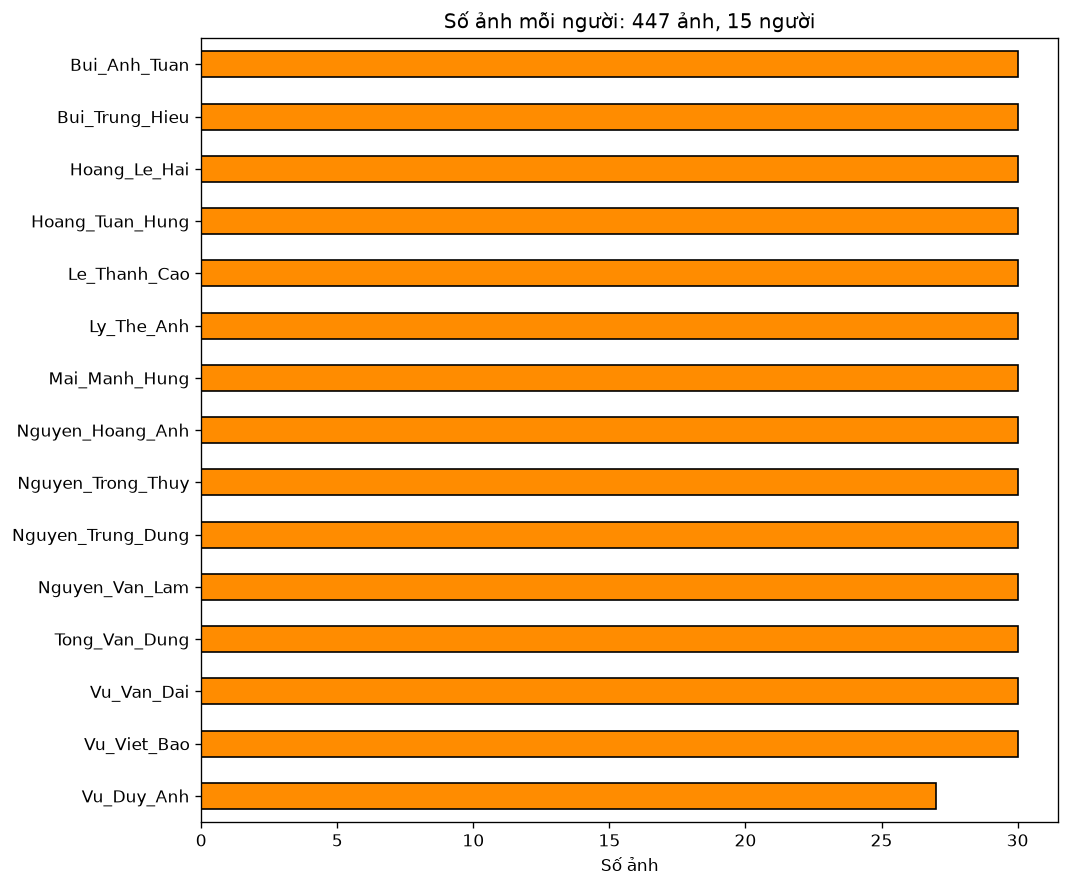 Số ảnh mỗi người: 447 ảnh, 15 người
Bui_Anh_Tuan
Bui_Trung_Hieu
Hoang_Le_Hai
Hoang_Tuan_Hung
Le_Thanh_Cao
Ly_The_Anh
Mai_Manh_Hung
Nguyen_Hoang_Anh
Nguyen_Trong_Thuy
Nguyen_Trung_Dung
Nguyen_Van_Lam
Tong_Van_Dung
Vu_Van_Dai
Vu_Viet_Bao
Vu_Duy_Anh
0 5 10 15 20 25 30
Số ảnh